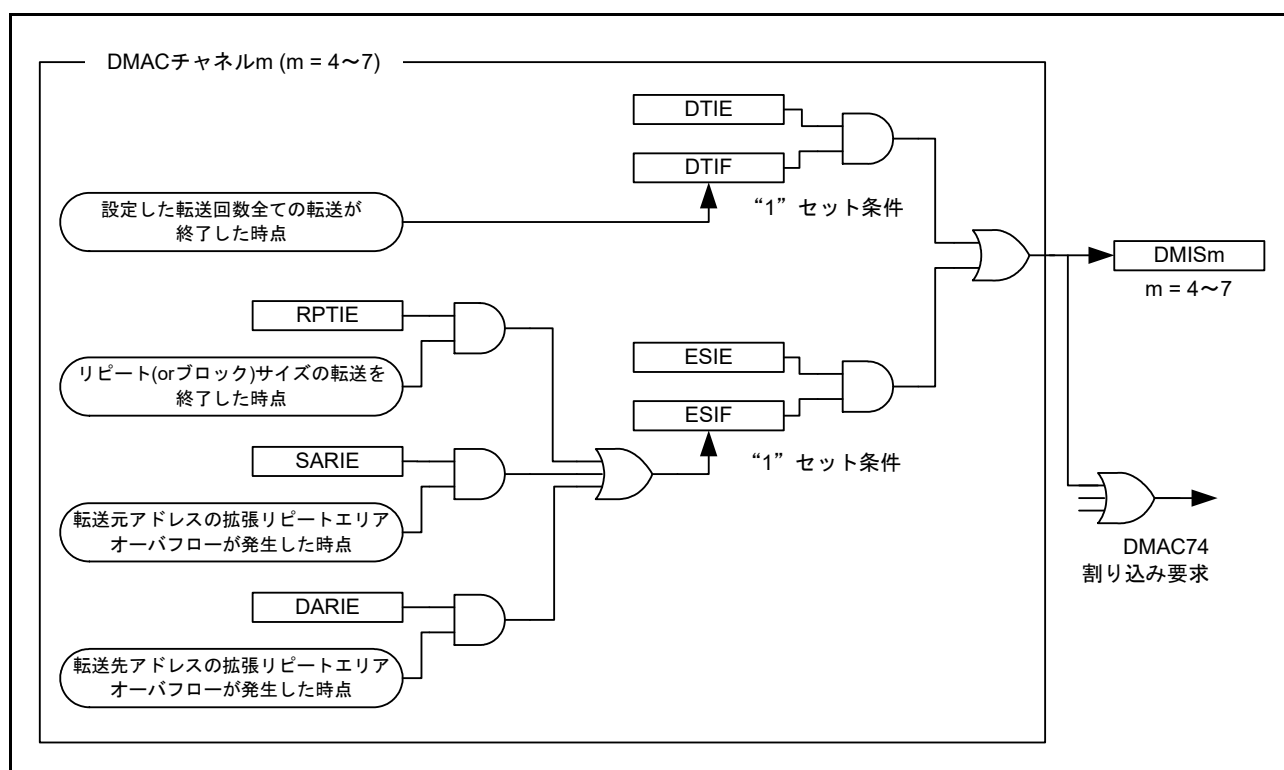 DMACチャネルm (m = 4～7)
DTIE
DTIF
設定した転送回数全ての転送が
終了した時点
“1”セット条件
DMISm
m = 4～7
RPTIE
リピート(orブロック)サイズの転送を
終了した時点
ESIE
ESIF
“1”セット条件
SARIE
転送元アドレスの拡張リピートエリア
オーバフローが発生した時点
DMAC74
割り込み要求
DARIE
転送先アドレスの拡張リピートエリア
オーバフローが発生した時点